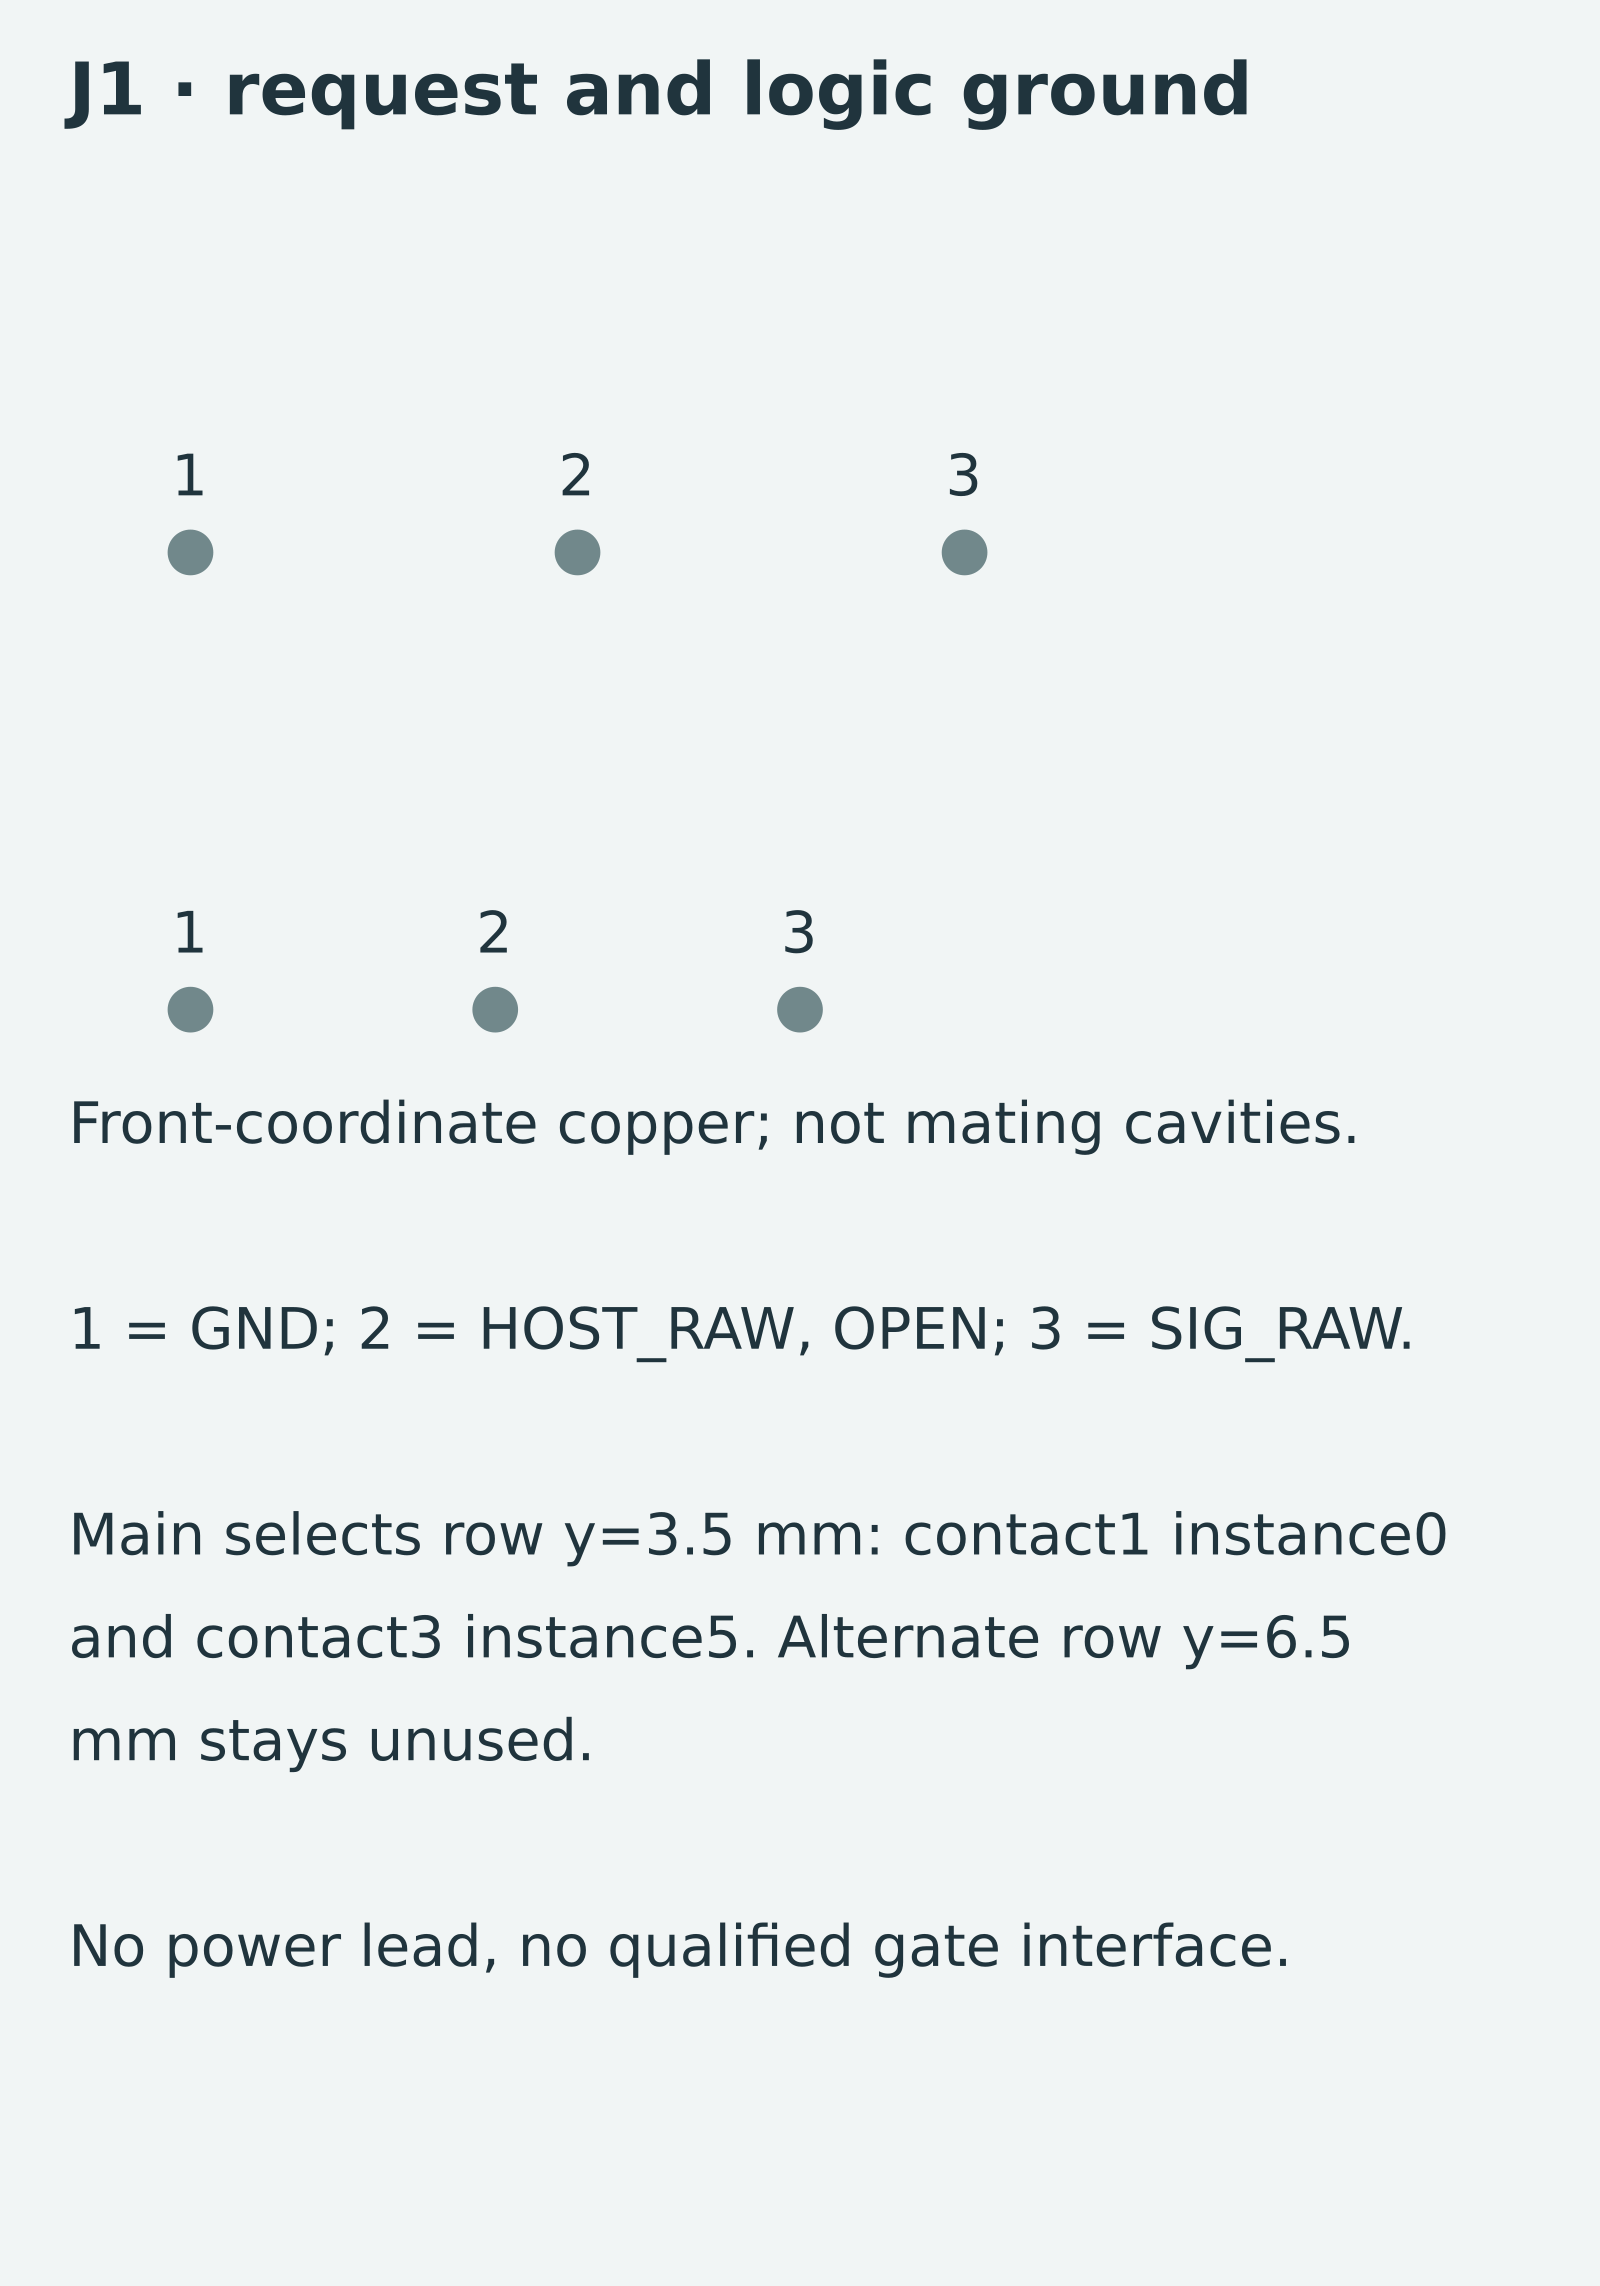 J1 · request and logic ground
1 2 3
1 2 3
Front-coordinate copper; not mating cavities.
1 = GND; 2 = HOST_RAW, OPEN; 3 = SIG_RAW.
Main selects row y=3.5 mm: contact1 instance0
and contact3 instance5. Alternate row y=6.5
mm stays unused.
No power lead, no qualified gate interface.